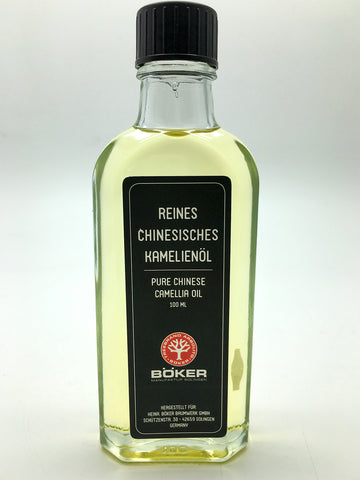 REINES
CHINESISCHES
KAMELIENÖL
PURE CHINESE
CAMELLIA OIL
100 ML
BÖKER
MANUFAKTUR SOLINGEN
HERGESTELLT FÜR:
HEINR. BÖKER BAUMWERK GMBH
SCHÜTZENSTR. 30 - 42659 SOLINGEN
GERMANY